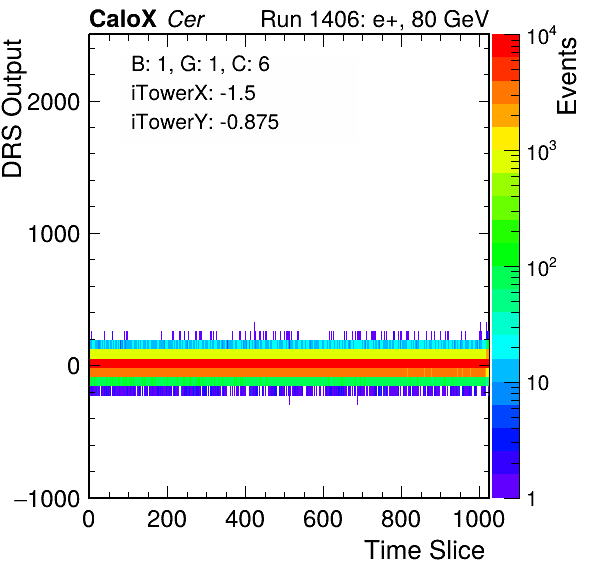 CaloX Cer Run 1406: e+, 80 GeV
B: 1, G: 1, C: 6
iTowerX: -1.5
iTowerY: -0.875
DRS Output
2000
1000
0
−1000
0 200 400 600 800 1000
Time Slice
Events
10^4
10^3
10^2
10
1